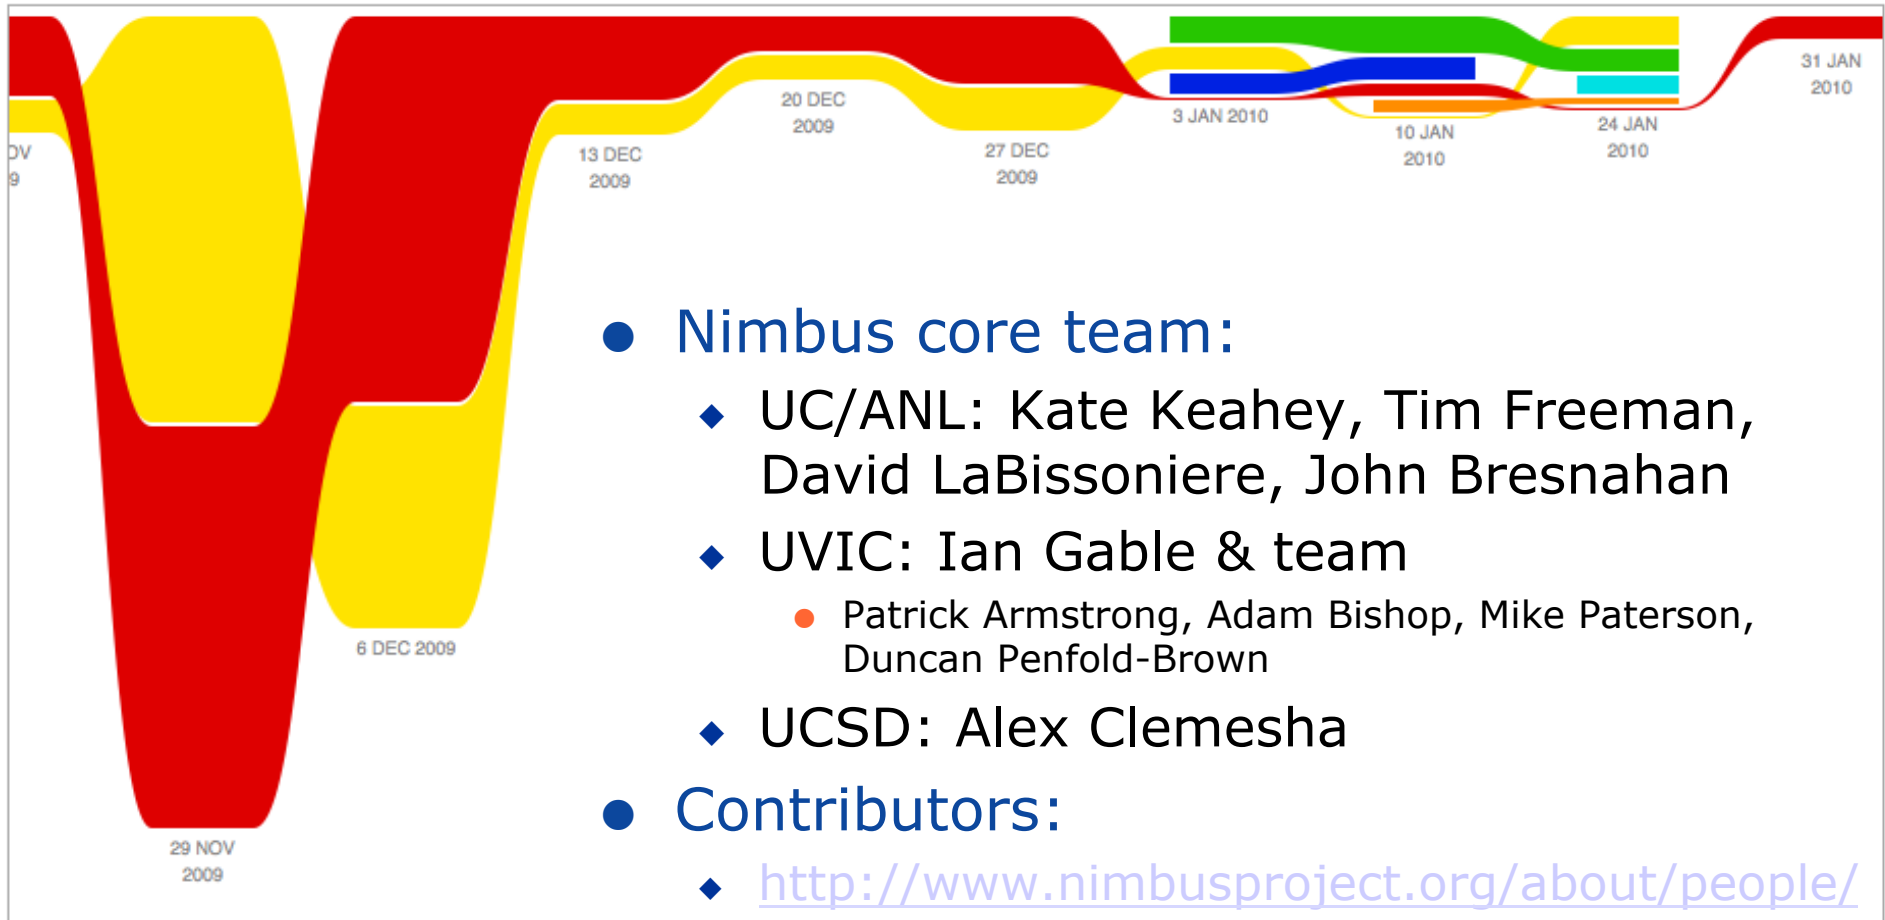 OV
9
29 NOV
2009
6 DEC 2009
13 DEC
2009
20 DEC
2009
27 DEC
2009
3 JAN 2010
10 JAN
2010
24 JAN
2010
31 JAN
2010
Nimbus core team:
UC/ANL: Kate Keahey, Tim Freeman,
David LaBissoniere, John Bresnahan
UVIC: Ian Gable & team
Patrick Armstrong, Adam Bishop, Mike Paterson,
Duncan Penfold-Brown
UCSD: Alex Clemesha
Contributors:
http://www.nimbusproject.org/about/people/